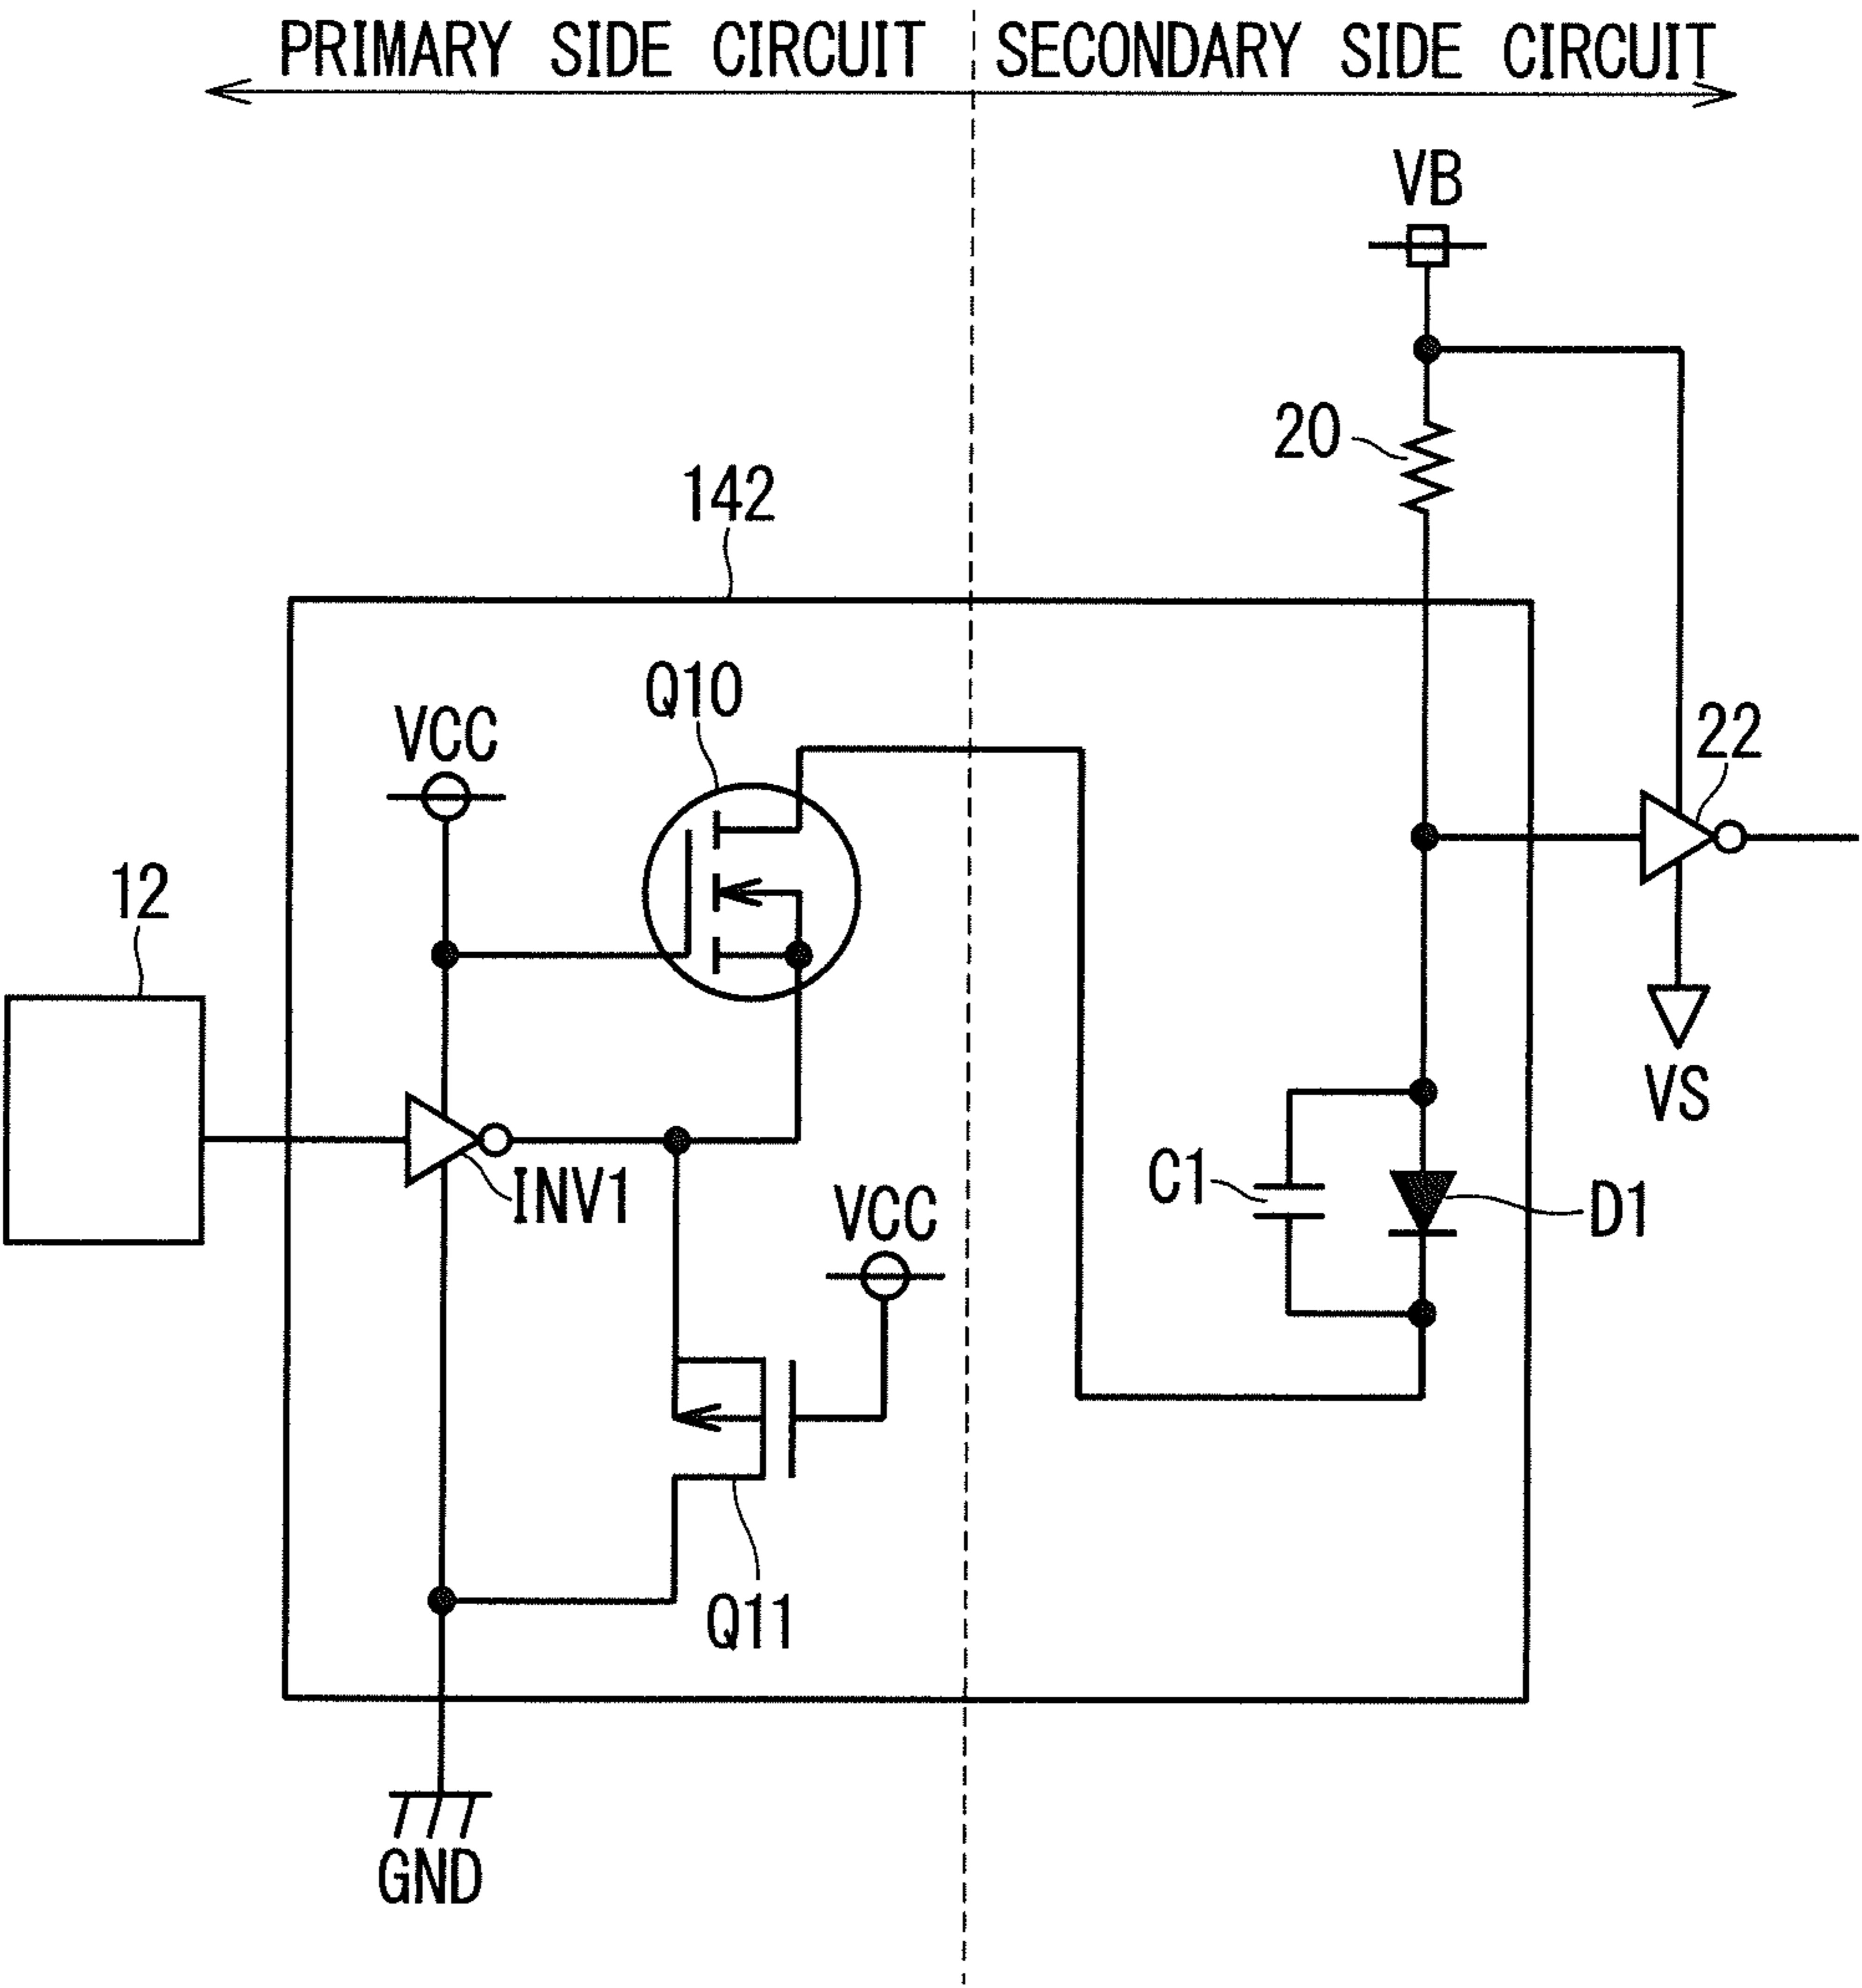 PRIMARY SIDE CIRCUIT
SECONDARY SIDE CIRCUIT
VB
20
142
Q10
VCC
22
12
VS
INV1
C1
D1
VCC
Q11
GND